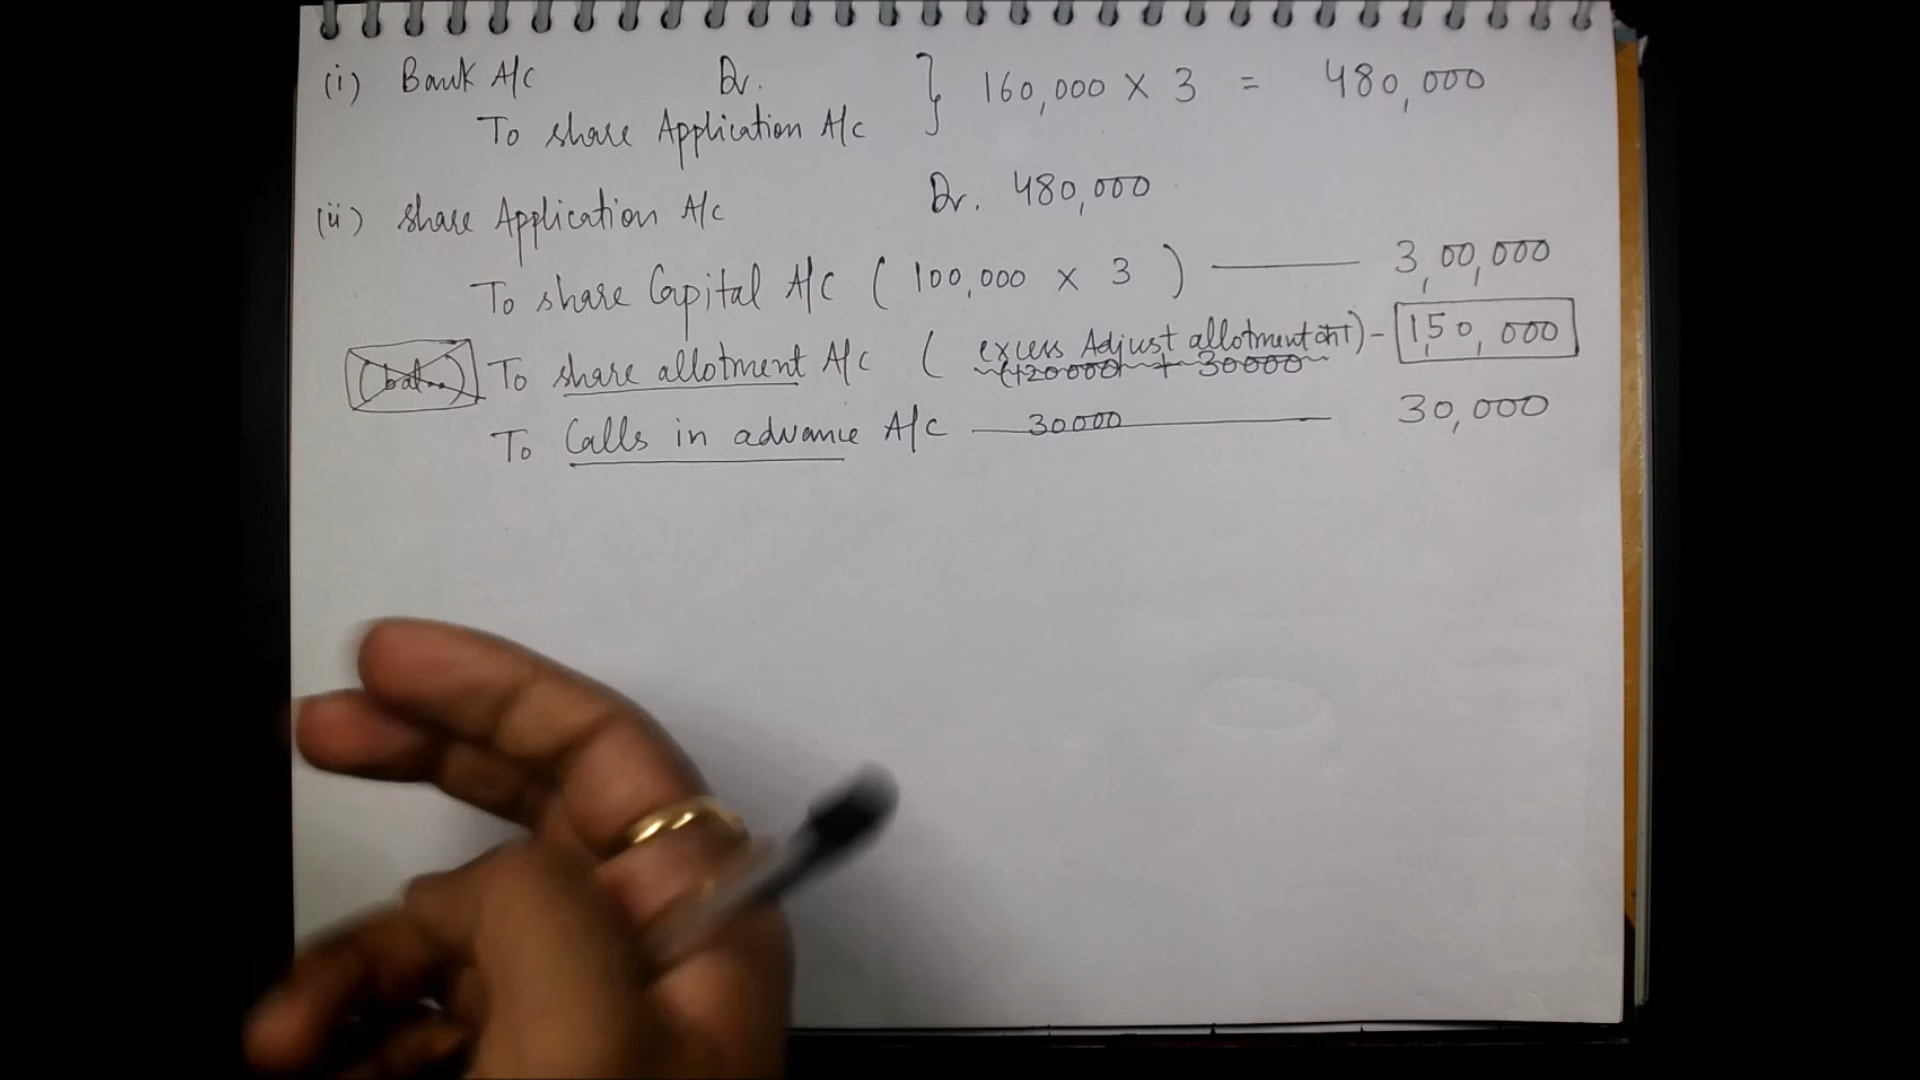 (i) Bank A/c Dr. } 160,000 X 3 = 480,000
To share Application A/c
(ii) share Application A/c Dr. 480,000
To share Capital A/c ( 100,000 x 3 ) 3,00,000
(bal...) To share allotment A/c ( excess Adjust allotment) - 1,50,000
(120000 + 30000
To Calls in advance A/c 30000 30,000